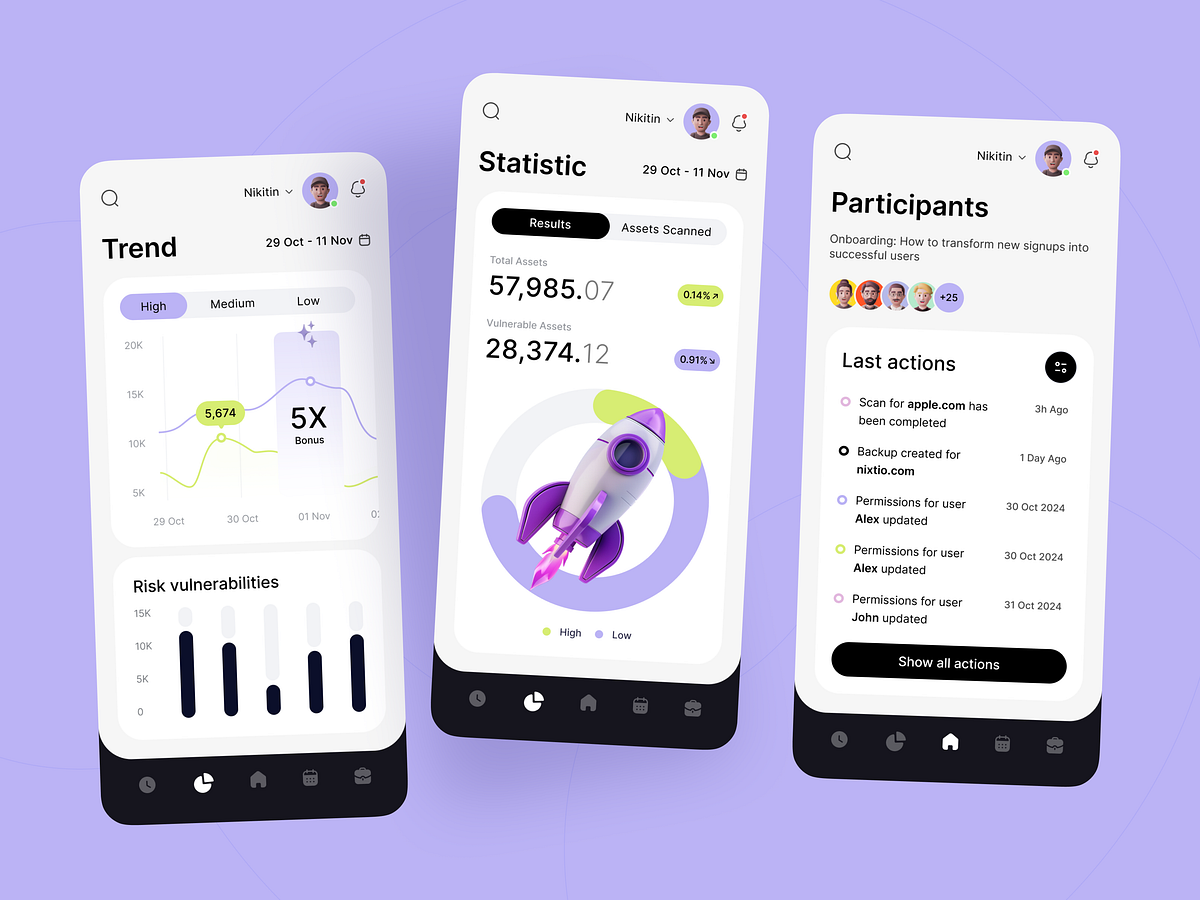 Nikitin
Trend
29 Oct - 11 Nov
High
Medium
Low
20K
15K
10K
5K
5,674
5X
Bonus
29 Oct
30 Oct
01 Nov
Risk vulnerabilities
15K
10K
5K
0
Nikitin
Statistic
29 Oct - 11 Nov
Results
Assets Scanned
Total Assets
57,985.07
0.14%↗
Vulnerable Assets
28,374.12
0.91%↘
High
Low
Nikitin
Participants
Onboarding: How to transform new signups into
successful users
+25
Last actions
Scan for apple.com has
been completed
3h Ago
Backup created for
nixtio.com
1 Day Ago
Permissions for user
Alex updated
30 Oct 2024
Permissions for user
Alex updated
30 Oct 2024
Permissions for user
John updated
31 Oct 2024
Show all actions